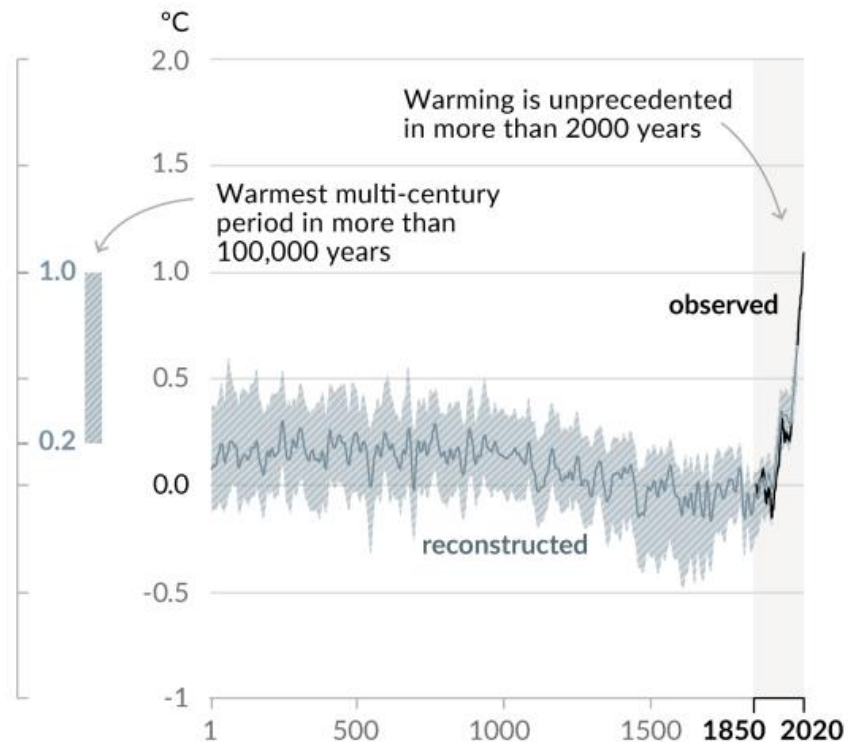 °C
2.0
Warming is unprecedented
in more than 2000 years
1.5
Warmest multi-century
period in more than
100,000 years
1.0
1.0
observed
0.5
0.2
0.0
reconstructed
-0.5
-1
1 500 1000 1500 1850 2020